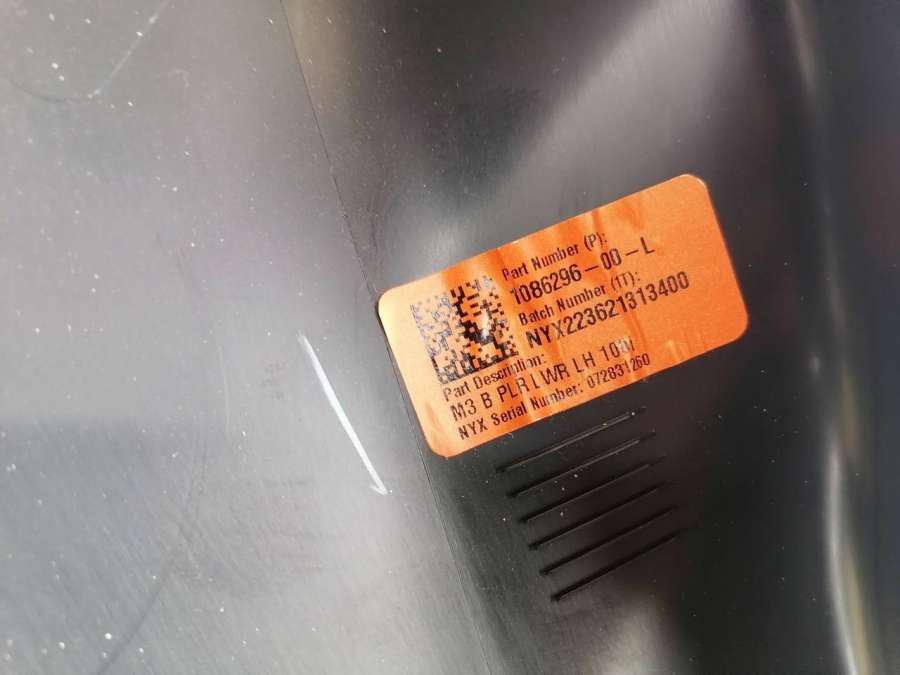 Part Number (P):
1086296-00-L
Batch Number (1T):
NYX223621313400
Part Description:
M3 B PLR LWR LH
NYX Serial Number: 072831260